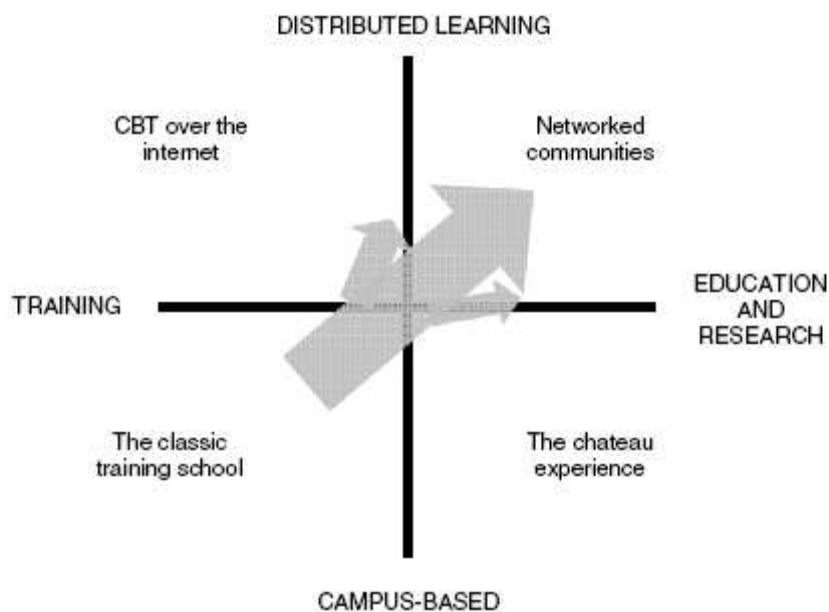 DISTRIBUTED LEARNING
CBT over the
internet
Networked
communities
TRAINING
EDUCATION
AND
RESEARCH
The classic
training school
The chateau
experience
CAMPUS-BASED